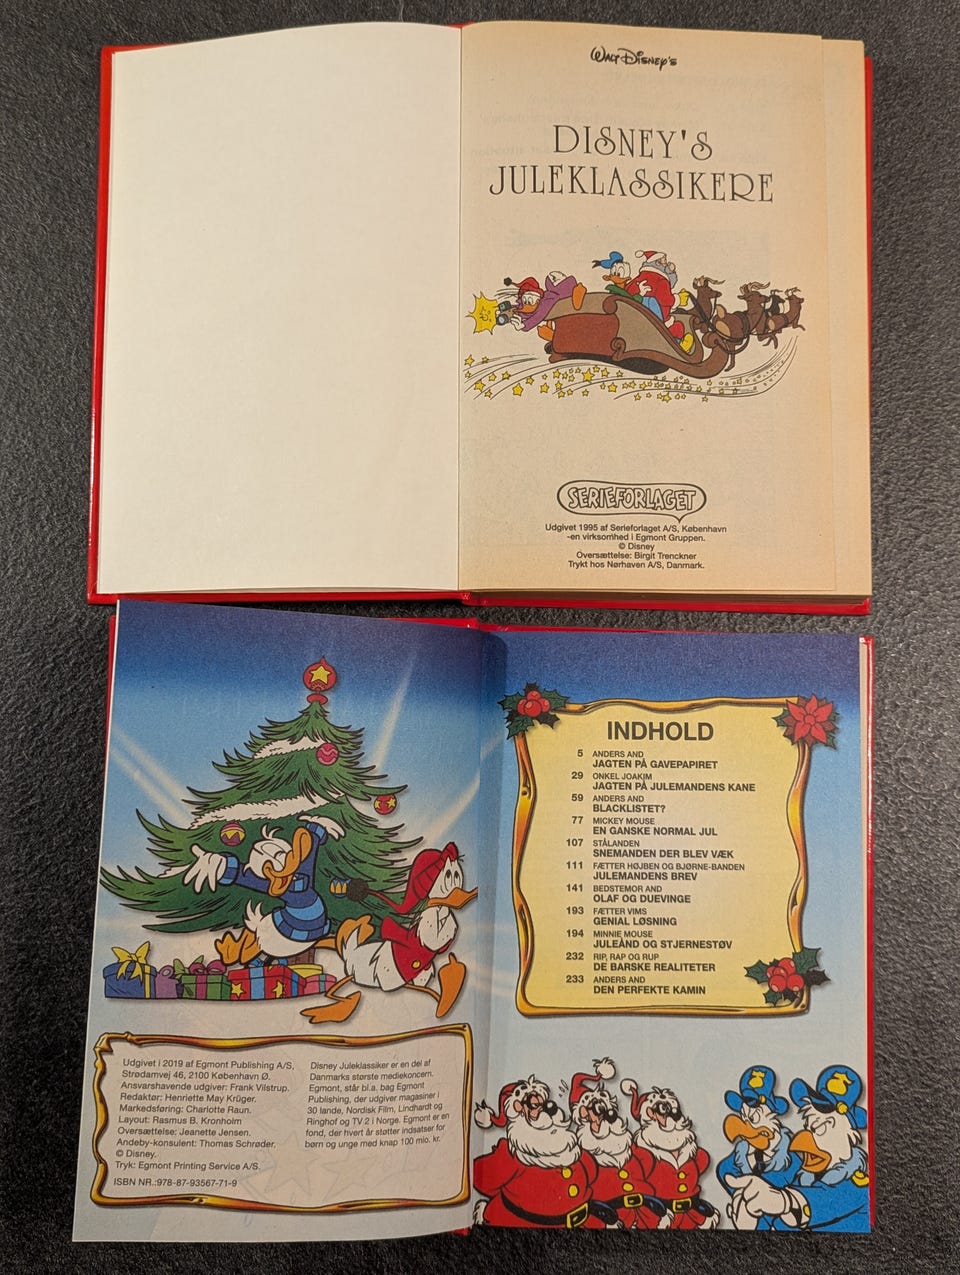 WALT DISNEY'S
DISNEY'S
JULEKLASSIKERE
SERIEFORLAGET
Udgivet 1995 af Serieforlaget A/S, København
-en virksomhed i Egmont Gruppen.
© Disney
Oversættelse: Birgit Trenckner
Trykt hos Nørhaven A/S, Danmark.
INDHOLD
5 ANDERS AND
JAGTEN PÅ GAVEPAPIRET
29 ONKEL JOAKIM
JAGTEN PÅ JULEMANDENS KANE
59 ANDERS AND
BLACKLISTET?
77 MICKEY MOUSE
EN GANSKE NORMAL JUL
107 STÅLANDEN
SNEMANDEN DER BLEV VÆK
111 FÆTTER HØJBEN OG BJØRNE-BANDEN
JULEMANDENS BREV
141 BEDSTEMOR AND
OLAF OG DUEVINGE
193 FÆTTER VIMS
GENIAL LØSNING
194 MINNIE MOUSE
JULEÅND OG STJERNESTØV
232 RIP, RAP OG RUP
DE BARSKE REALITETER
233 ANDERS AND
DEN PERFEKTE KAMIN
Udgivet i 2019 af Egmont Publishing A/S,
Strødamvej 46, 2100 København Ø.
Ansvarshavende udgiver: Frank Vilstrup.
Redaktør: Henriette May Krüger.
Markedsføring: Charlotte Raun.
Layout: Rasmus B. Kronholm
Oversættelse: Jeanette Jensen.
Andeby-konsulent: Thomas Schrøder.
© Disney.
Tryk: Egmont Printing Service A/S.
ISBN NR.:978-87-93567-71-9
Disney Juleklassiker er en del af
Danmarks største mediekoncern.
Egmont, står bl.a. bag Egmont
Publishing, der udgiver magasiner i
30 lande, Nordisk Film, Lindhardt og
Ringhof og TV 2 i Norge. Egmont er en
fond, der hvert år støtter indsatser for
børn og unge med knap 100 mio. kr.